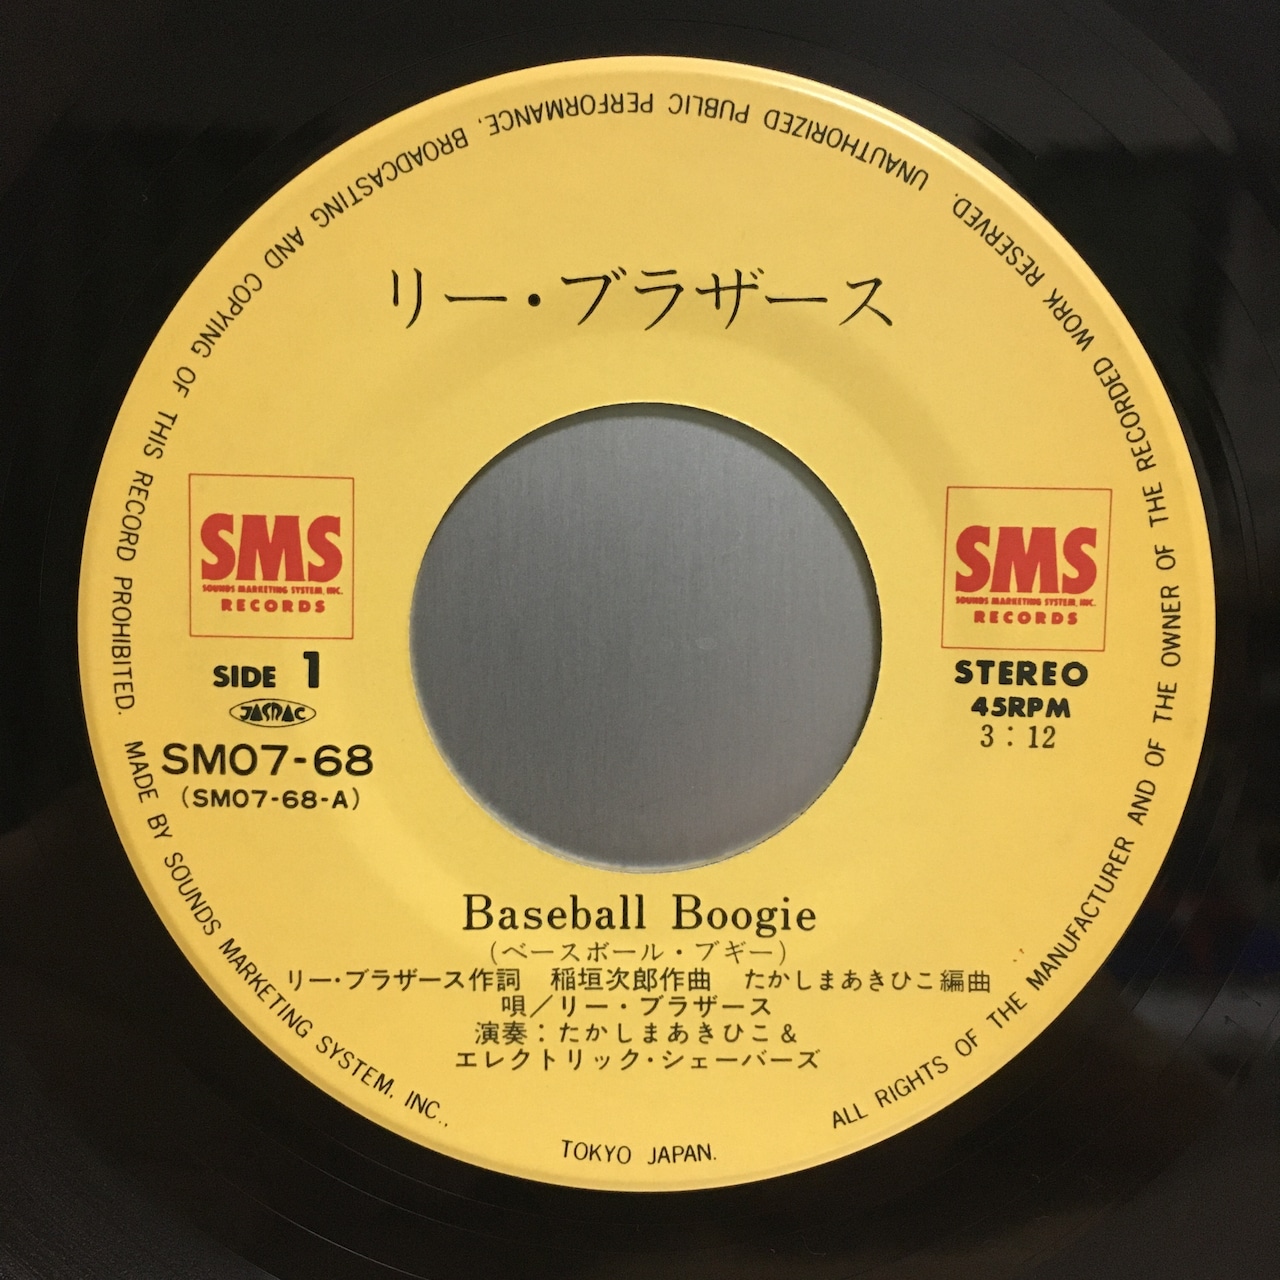 リー・ブラザース
SMS
SOUNDS MARKETING SYSTEM, INC.
RECORDS
SIDE 1
JASRAC
SM07-68
(SM07-68-A)
SMS
SOUNDS MARKETING SYSTEM, INC.
RECORDS
STEREO
45RPM
3:12
Baseball Boogie
(ベースボール・ブギー)
リー・ブラザース作詞 稲垣次郎作曲 たかしまあきひこ編曲
唄/リー・ブラザース
演奏:たかしまあきひこ&
エレクトリック・シェーバーズ
ALL RIGHTS OF THE MANUFACTURER AND OF THE OWNER OF THE RECORDED WORK RESERVED. UNAUTHORIZED PUBLIC PERFORMANCE, BROADCASTING AND COPYING OF THIS RECORD PROHIBITED. MADE BY SOUNDS MARKETING SYSTEM, INC., TOKYO JAPAN.